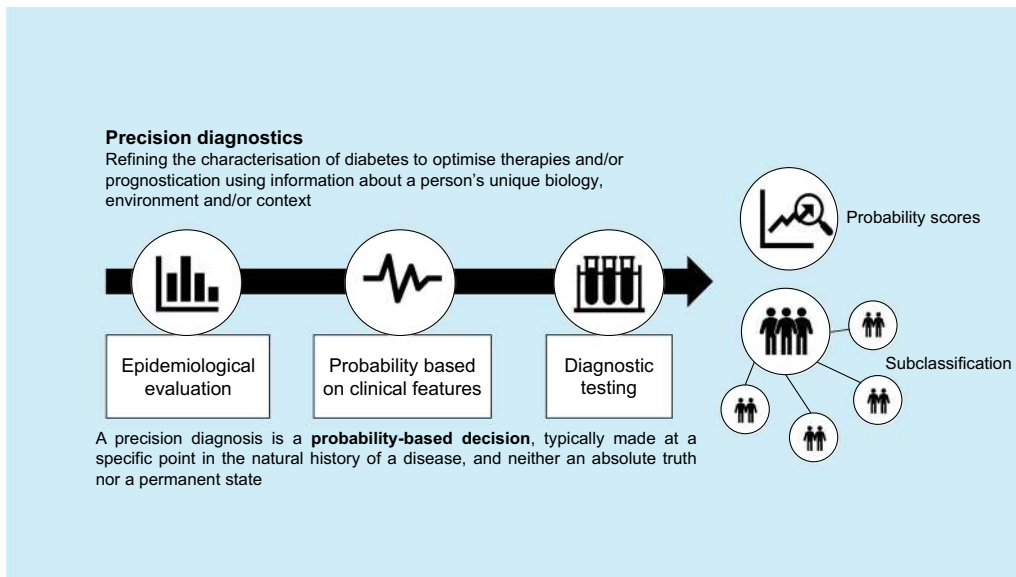 Precision diagnostics
Refining the characterisation of diabetes to optimise therapies and/or
prognostication using information about a person's unique biology,
environment and/or context
Probability scores
Epidemiological
evaluation
Probability based
on clinical features
Diagnostic
testing
Subclassification
A precision diagnosis is a probability-based decision, typically made at a
specific point in the natural history of a disease, and neither an absolute truth
nor a permanent state